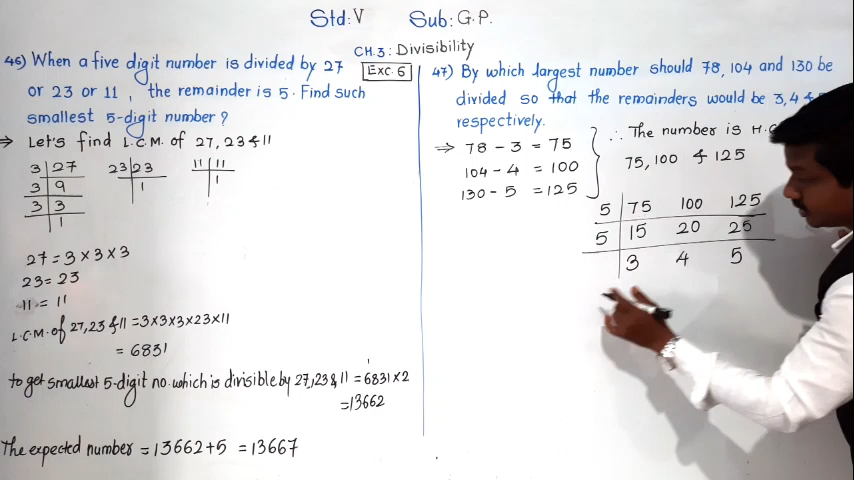 Std: V Sub: G.P.
CH.3: Divisibility
Exc. 6
46) When a five digit number is divided by 27
or 23 or 11, the remainder is 5. Find such
smallest 5-digit number?
⇒ Let's find L.C.M. of 27, 23 & 11
3 | 27
3 | 9
3 | 3
1
23 | 23
1
11 | 11
1
27 = 3 × 3 × 3
23 = 23
11 = 11
L.C.M. of 27, 23 & 11 = 3×3×3×23×11
= 6831
to get smallest 5-digit no. which is divisible by 27, 23 & 11 = 6831 × 2
= 13662
The expected number = 13662 + 5 = 13667
47) By which largest number should 78, 104 and 130 be
divided so that the remainders would be 3, 4 &
respectively.
⇒ 78 - 3 = 75
104 - 4 = 100
130 - 5 = 125
∴ The number is H.C
75, 100 & 125
5 | 75 100 125
5 | 15 20 25
3 4 5